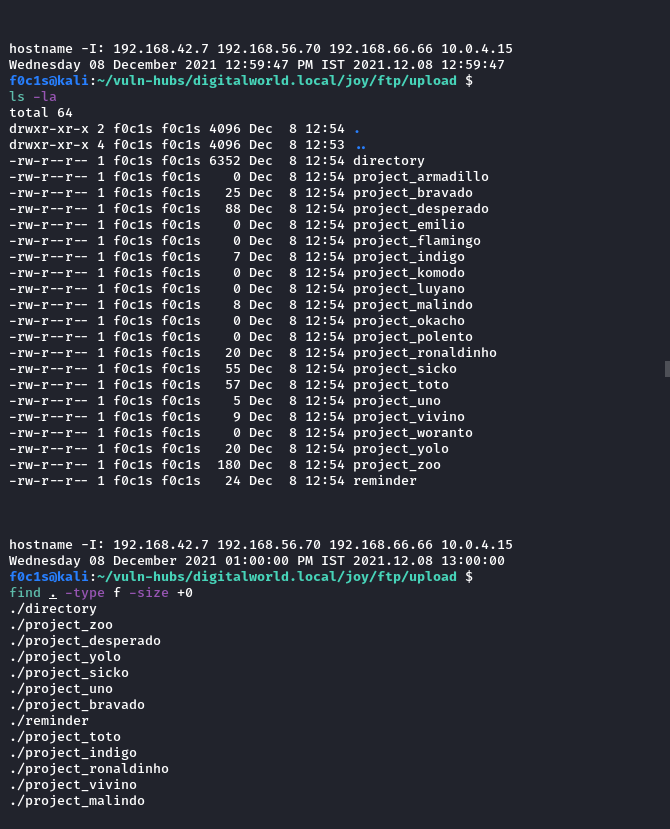 hostname -I: 192.168.42.7 192.168.56.70 192.168.66.66 10.0.4.15
Wednesday 08 December 2021 12:59:47 PM IST 2021.12.08 12:59:47
f0c1s@kali:~/vuln-hubs/digitalworld.local/joy/ftp/upload $
ls -la
total 64
drwxr-xr-x 2 f0c1s f0c1s 4096 Dec  8 12:54 .
drwxr-xr-x 4 f0c1s f0c1s 4096 Dec  8 12:53 ..
-rw-r--r-- 1 f0c1s f0c1s 6352 Dec  8 12:54 directory
-rw-r--r-- 1 f0c1s f0c1s    0 Dec  8 12:54 project_armadillo
-rw-r--r-- 1 f0c1s f0c1s   25 Dec  8 12:54 project_bravado
-rw-r--r-- 1 f0c1s f0c1s   88 Dec  8 12:54 project_desperado
-rw-r--r-- 1 f0c1s f0c1s    0 Dec  8 12:54 project_emilio
-rw-r--r-- 1 f0c1s f0c1s    0 Dec  8 12:54 project_flamingo
-rw-r--r-- 1 f0c1s f0c1s    7 Dec  8 12:54 project_indigo
-rw-r--r-- 1 f0c1s f0c1s    0 Dec  8 12:54 project_komodo
-rw-r--r-- 1 f0c1s f0c1s    0 Dec  8 12:54 project_luyano
-rw-r--r-- 1 f0c1s f0c1s    8 Dec  8 12:54 project_malindo
-rw-r--r-- 1 f0c1s f0c1s    0 Dec  8 12:54 project_okacho
-rw-r--r-- 1 f0c1s f0c1s    0 Dec  8 12:54 project_polento
-rw-r--r-- 1 f0c1s f0c1s   20 Dec  8 12:54 project_ronaldinho
-rw-r--r-- 1 f0c1s f0c1s   55 Dec  8 12:54 project_sicko
-rw-r--r-- 1 f0c1s f0c1s   57 Dec  8 12:54 project_toto
-rw-r--r-- 1 f0c1s f0c1s    5 Dec  8 12:54 project_uno
-rw-r--r-- 1 f0c1s f0c1s    9 Dec  8 12:54 project_vivino
-rw-r--r-- 1 f0c1s f0c1s    0 Dec  8 12:54 project_woranto
-rw-r--r-- 1 f0c1s f0c1s   20 Dec  8 12:54 project_yolo
-rw-r--r-- 1 f0c1s f0c1s  180 Dec  8 12:54 project_zoo
-rw-r--r-- 1 f0c1s f0c1s   24 Dec  8 12:54 reminder
hostname -I: 192.168.42.7 192.168.56.70 192.168.66.66 10.0.4.15
Wednesday 08 December 2021 01:00:00 PM IST 2021.12.08 13:00:00
f0c1s@kali:~/vuln-hubs/digitalworld.local/joy/ftp/upload $
find . -type f -size +0
./directory
./project_zoo
./project_desperado
./project_yolo
./project_sicko
./project_uno
./project_bravado
./reminder
./project_toto
./project_indigo
./project_ronaldinho
./project_vivino
./project_malindo